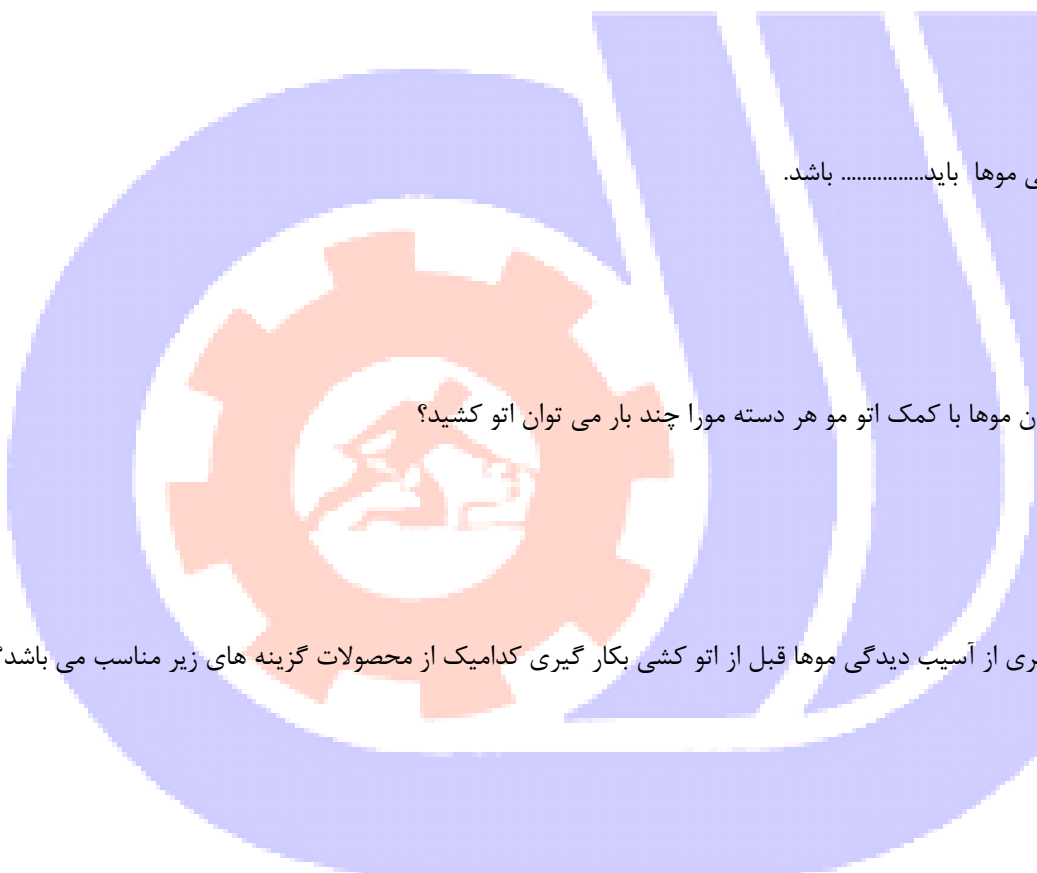 موها باید............... باشد.
موها با کمک اتو مو هر دسته مورا چند بار می توان اتو کشید؟
از آسیب دیدگی موها قبل از اتو کشی بکار گیری کدامیک از محصولات گزینه های زیر مناسب می باشد؟